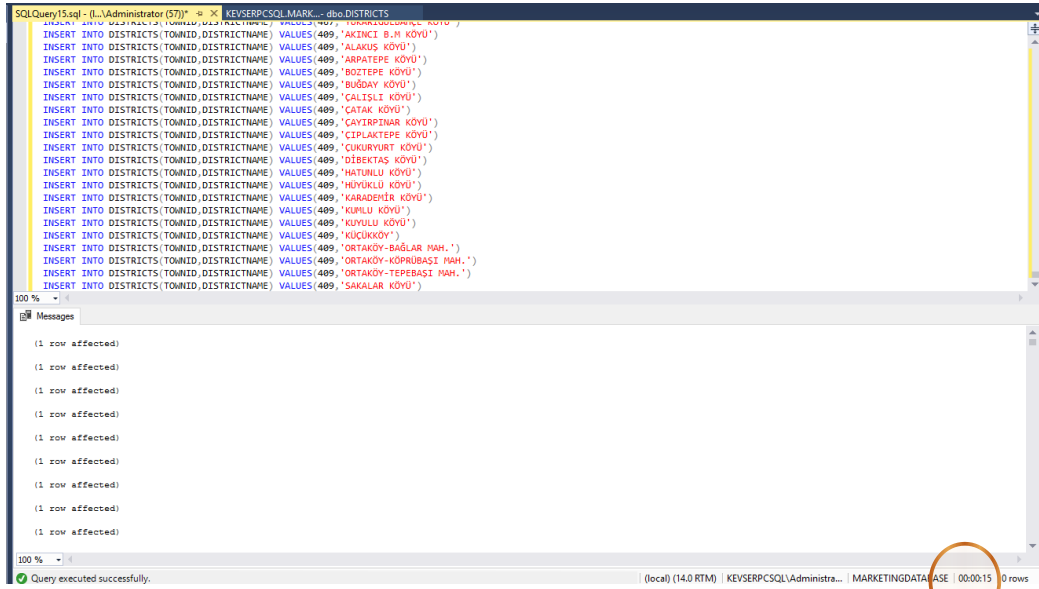 SQLQuery15.sql - (l...\Administrator (57))* KEVSERPCSQL.MARK...- dbo.DISTRICTS
INSERT INTO DISTRICTS(TOWNID,DISTRICTNAME) VALUES(407,'YUKARIGÜLBAHÇE KÖYÜ')
INSERT INTO DISTRICTS(TOWNID,DISTRICTNAME) VALUES(409,'AKINCI B.M KÖYÜ')
INSERT INTO DISTRICTS(TOWNID,DISTRICTNAME) VALUES(409,'ALAKUŞ KÖYÜ')
INSERT INTO DISTRICTS(TOWNID,DISTRICTNAME) VALUES(409,'ARPATEPE KÖYÜ')
INSERT INTO DISTRICTS(TOWNID,DISTRICTNAME) VALUES(409,'BOZTEPE KÖYÜ')
INSERT INTO DISTRICTS(TOWNID,DISTRICTNAME) VALUES(409,'BUĞDAY KÖYÜ')
INSERT INTO DISTRICTS(TOWNID,DISTRICTNAME) VALUES(409,'ÇALIŞLI KÖYÜ')
INSERT INTO DISTRICTS(TOWNID,DISTRICTNAME) VALUES(409,'ÇATAK KÖYÜ')
INSERT INTO DISTRICTS(TOWNID,DISTRICTNAME) VALUES(409,'ÇAYIRPINAR KÖYÜ')
INSERT INTO DISTRICTS(TOWNID,DISTRICTNAME) VALUES(409,'ÇIPLAKTEPE KÖYÜ')
INSERT INTO DISTRICTS(TOWNID,DISTRICTNAME) VALUES(409,'ÇUKURYURT KÖYÜ')
INSERT INTO DISTRICTS(TOWNID,DISTRICTNAME) VALUES(409,'DİBEKTAŞ KÖYÜ')
INSERT INTO DISTRICTS(TOWNID,DISTRICTNAME) VALUES(409,'HATUNLU KÖYÜ')
INSERT INTO DISTRICTS(TOWNID,DISTRICTNAME) VALUES(409,'HÜYÜKLÜ KÖYÜ')
INSERT INTO DISTRICTS(TOWNID,DISTRICTNAME) VALUES(409,'KARADEMİR KÖYÜ')
INSERT INTO DISTRICTS(TOWNID,DISTRICTNAME) VALUES(409,'KUMLU KÖYÜ')
INSERT INTO DISTRICTS(TOWNID,DISTRICTNAME) VALUES(409,'KUYULU KÖYÜ')
INSERT INTO DISTRICTS(TOWNID,DISTRICTNAME) VALUES(409,'KÜÇÜKKÖY')
INSERT INTO DISTRICTS(TOWNID,DISTRICTNAME) VALUES(409,'ORTAKÖY-BAĞLAR MAH.')
INSERT INTO DISTRICTS(TOWNID,DISTRICTNAME) VALUES(409,'ORTAKÖY-KÖPRÜBAŞI MAH.')
INSERT INTO DISTRICTS(TOWNID,DISTRICTNAME) VALUES(409,'ORTAKÖY-TEPEBAŞI MAH.')
INSERT INTO DISTRICTS(TOWNID,DISTRICTNAME) VALUES(409,'SAKALAR KÖYÜ')
100 %
Messages
(1 row affected)
(1 row affected)
(1 row affected)
(1 row affected)
(1 row affected)
(1 row affected)
(1 row affected)
(1 row affected)
(1 row affected)
100 %
Query executed successfully. (local) (14.0 RTM) KEVSERPCSQL\Administra... MARKETINGDATABASE 00:00:15 0 rows